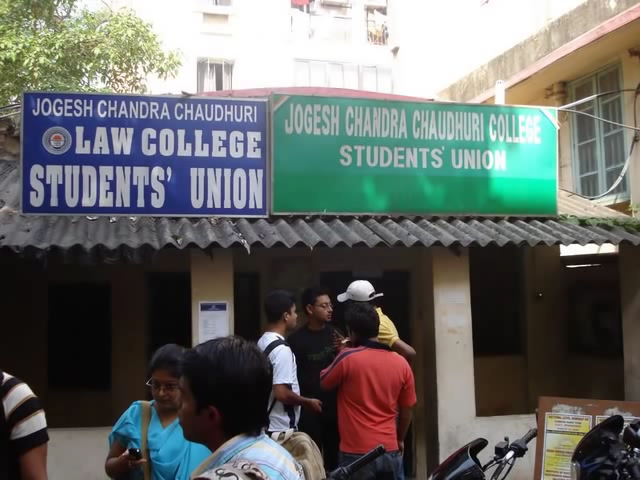 JOGESH CHANDRA CHAUDHURI
LAW COLLEGE
STUDENTS' UNION
JOGESH CHANDRA CHAUDHURI COLLEGE
STUDENTS' UNION